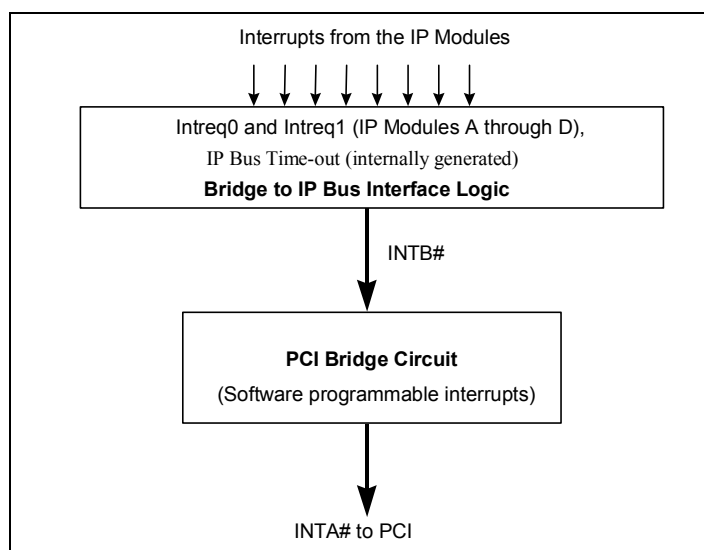 Interrupts from the IP Modules
Intreq0 and Intreq1 (IP Modules A through D),
IP Bus Time-out (internally generated)
Bridge to IP Bus Interface Logic
INTB#
PCI Bridge Circuit
(Software programmable interrupts)
INTA# to PCI